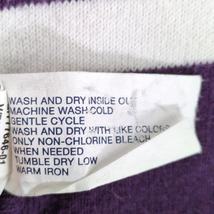 WASH AND DRY INSIDE OUT
MACHINE WASH COLD
GENTLE CYCLE
WASH AND DRY WITH LIKE COLORS
ONLY NON-CHLORINE BLEACH
WHEN NEEDED
TUMBLE DRY LOW
WARM IRON